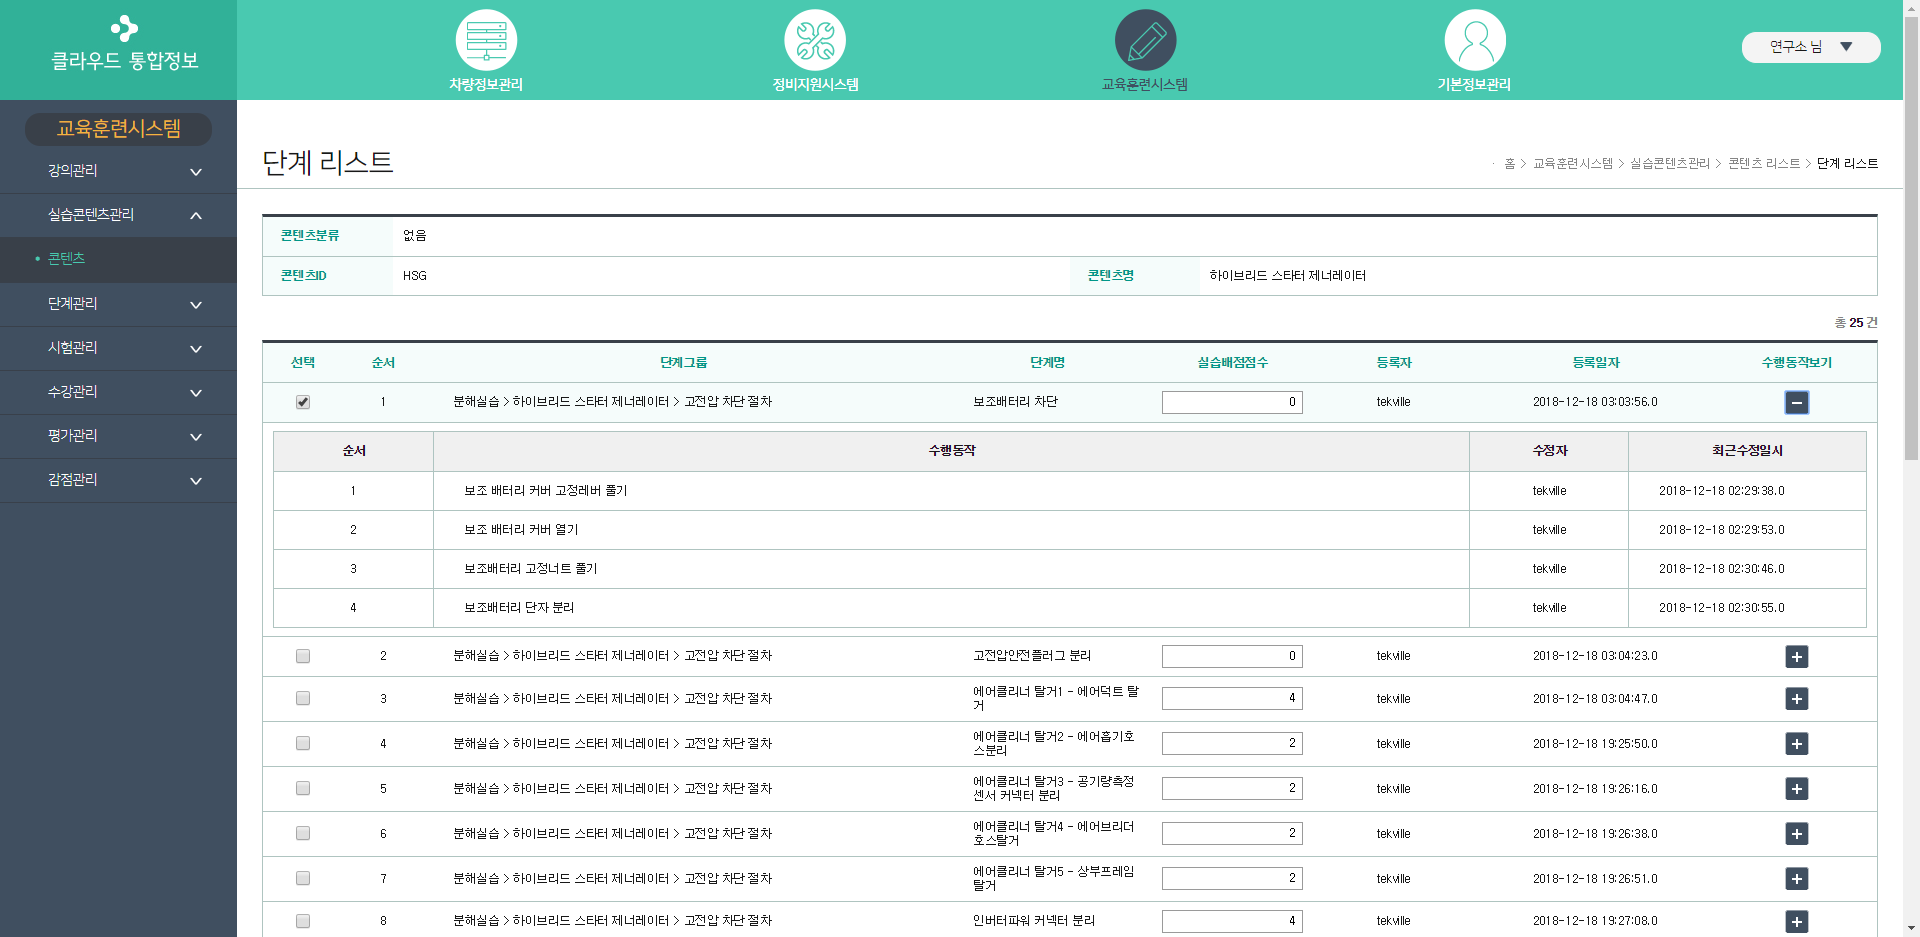 클라우드 통합정보
차량정보관리
정비지원시스템
교육훈련시스템
기본정보관리
연구소 님 ▼
교육훈련시스템
강의관리
실습콘텐츠관리
• 콘텐츠
단계관리
시험관리
수강관리
평가관리
감점관리
단계 리스트
홈 > 교육훈련시스템 > 실습콘텐츠관리 > 콘텐츠 리스트 > 단계 리스트
콘텐츠분류 없음
콘텐츠ID HSG 콘텐츠명 하이브리드 스타터 제너레이터
총 25 건
선택 순서 단계그룹 단계명 실습배점점수 등록자 등록일자 수행동작보기
1 분해실습 > 하이브리드 스타터 제너레이터 > 고전압 차단 절차 보조배터리 차단 0 tekville 2018-12-18 03:03:56.0
순서 수행동작 수정자 최근수정일시
1 보조 배터리 커버 고정레버 풀기 tekville 2018-12-18 02:29:38.0
2 보조 배터리 커버 열기 tekville 2018-12-18 02:29:53.0
3 보조배터리 고정너트 풀기 tekville 2018-12-18 02:30:46.0
4 보조배터리 단자 분리 tekville 2018-12-18 02:30:55.0
2 분해실습 > 하이브리드 스타터 제너레이터 > 고전압 차단 절차 고전압안전플러그 분리 0 tekville 2018-12-18 03:04:23.0
3 분해실습 > 하이브리드 스타터 제너레이터 > 고전압 차단 절차 에어클리너 탈거1 - 에어덕트 탈
거 4 tekville 2018-12-18 03:04:47.0
4 분해실습 > 하이브리드 스타터 제너레이터 > 고전압 차단 절차 에어클리너 탈거2 - 에어흡기호
스분리 2 tekville 2018-12-18 19:25:50.0
5 분해실습 > 하이브리드 스타터 제너레이터 > 고전압 차단 절차 에어클리너 탈거3 - 공기량측정
센서 커넥터 분리 2 tekville 2018-12-18 19:26:16.0
6 분해실습 > 하이브리드 스타터 제너레이터 > 고전압 차단 절차 에어클리너 탈거4 - 에어브리더
호스탈거 2 tekville 2018-12-18 19:26:38.0
7 분해실습 > 하이브리드 스타터 제너레이터 > 고전압 차단 절차 에어클리너 탈거5 - 상부프레임
탈거 2 tekville 2018-12-18 19:26:51.0
8 분해실습 > 하이브리드 스타터 제너레이터 > 고전압 차단 절차 인버터파워 커넥터 분리 4 tekville 2018-12-18 19:27:08.0